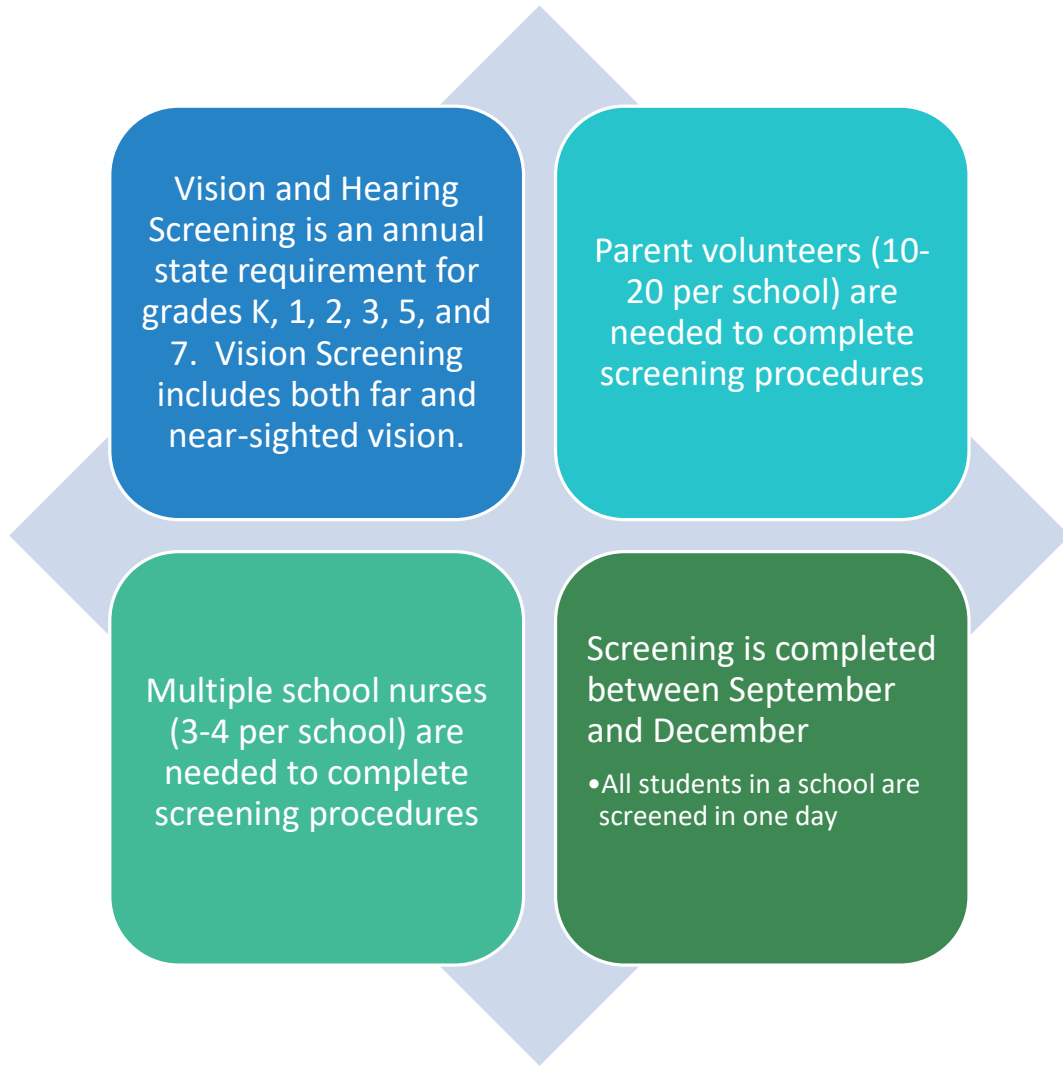 Vision and Hearing
Screening is an annual
state requirement for
grades K, 1, 2, 3, 5, and
7.  Vision Screening
includes both far and
near-sighted vision.
Parent volunteers (10-
20 per school) are
needed to complete
screening procedures
Multiple school nurses
(3-4 per school) are
needed to complete
screening procedures
Screening is completed
between September
and December
•All students in a school are
screened in one day